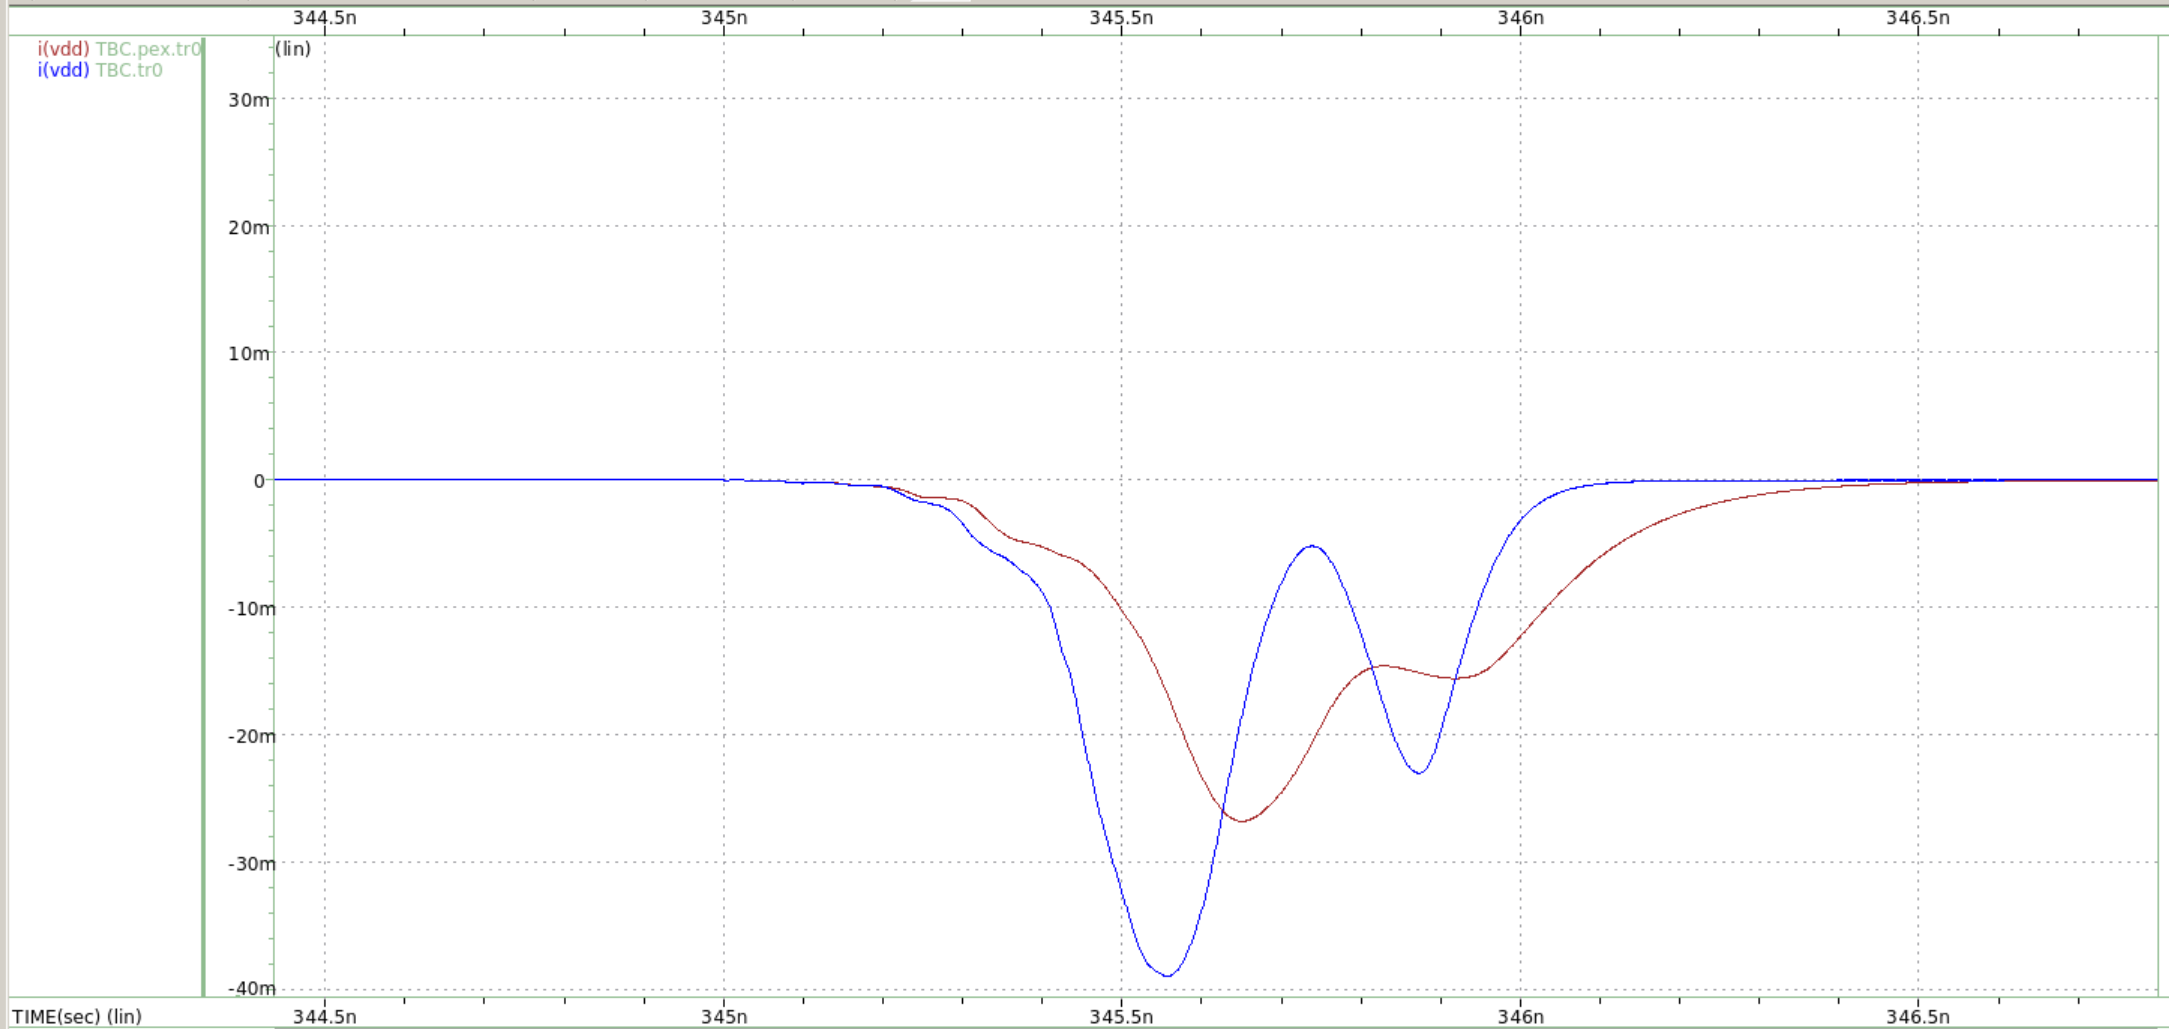 344.5n 345n 345.5n 346n 346.5n
i(vdd) TBC.pex.tr0
i(vdd) TBC.tr0
(lin)
30m
20m
10m
0
-10m
-20m
-30m
-40m
TIME(sec) (lin) 344.5n 345n 345.5n 346n 346.5n